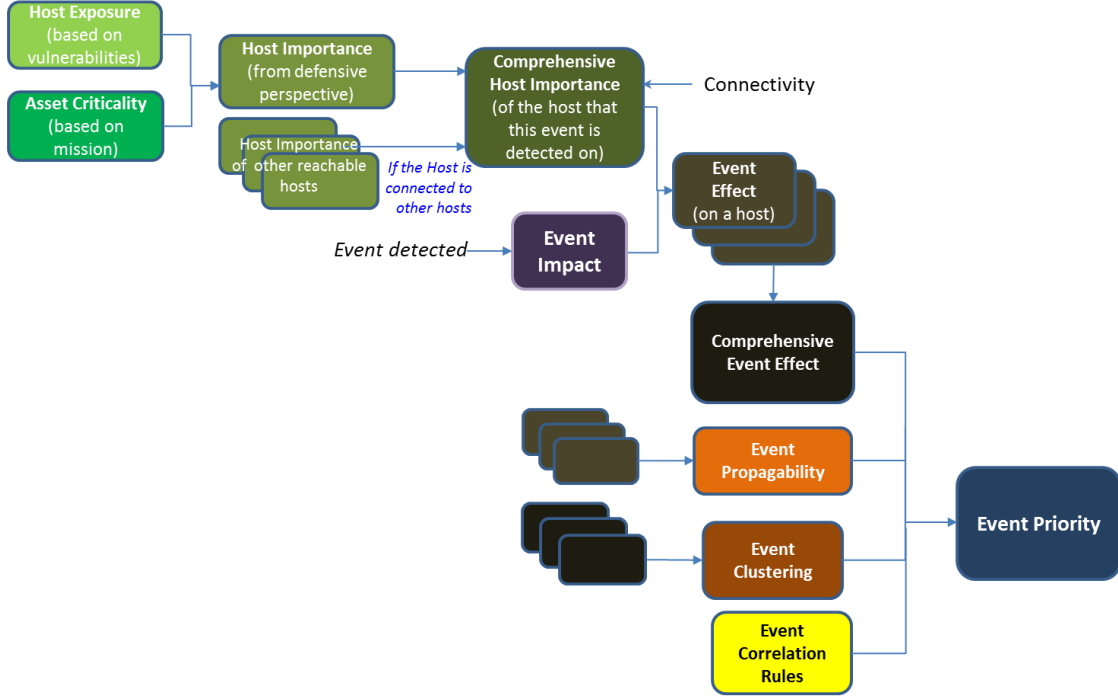 Host Exposure
(based on
vulnerabilities)
Asset Criticality
(based on
mission)
Host Importance
(from defensive
perspective)
Host Importance
of other reachable
hosts
If the Host is
connected to
other hosts
Comprehensive
Host Importance
(of the host that
this event is
detected on)
Connectivity
Event detected
Event
Impact
Event
Effect
(on a host)
Comprehensive
Event Effect
Event
Propagability
Event
Clustering
Event
Correlation
Rules
Event Priority